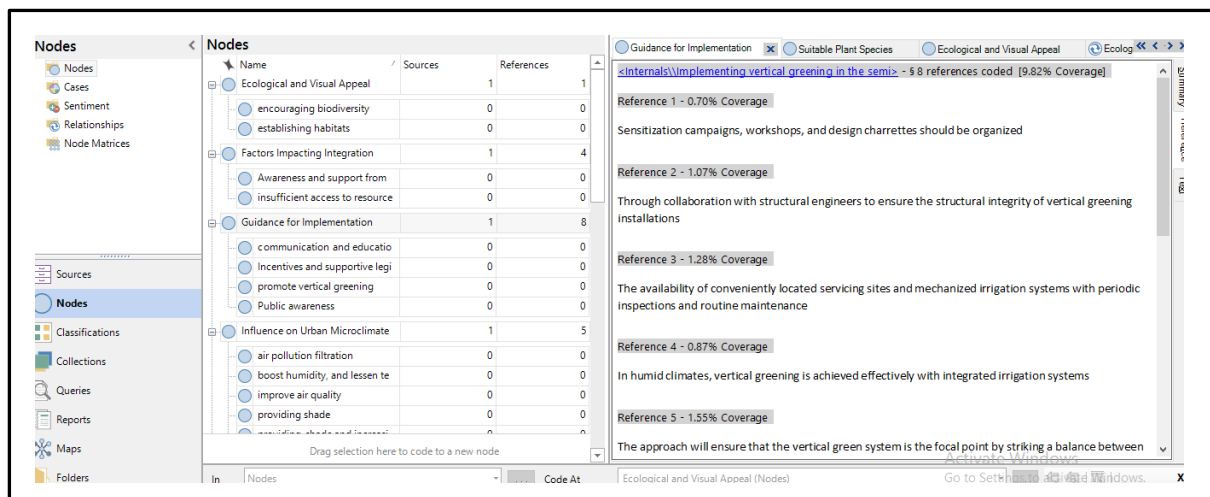 Nodes
Nodes
Cases
Sentiment
Relationships
Node Matrices
Sources
Nodes
Classifications
Collections
Queries
Reports
Maps
Folders
Nodes
Name / Sources References
Ecological and Visual Appeal 1 1
encouraging biodiversity 0 0
establishing habitats 0 0
Factors Impacting Integration 1 4
Awareness and support from 0 0
insufficient access to resource 0 0
Guidance for Implementation 1 8
communication and educatio 0 0
Incentives and supportive legi 0 0
promote vertical greening 0 0
Public awareness 0 0
Influence on Urban Microclimate 1 5
air pollution filtration 0 0
boost humidity, and lessen te 0 0
improve air quality 0 0
providing shade 0 0
providing shade and increasi 0 0
Drag selection here to code to a new node
In Nodes ... Code At Ecological and Visual Appeal (Nodes)
Guidance for Implementation Suitable Plant Species Ecological and Visual Appeal Ecolog
<Internals\\Implementing vertical greening in the semi> - § 8 references coded [9.82% Coverage]
Reference 1 - 0.70% Coverage
Sensitization campaigns, workshops, and design charrettes should be organized
Reference 2 - 1.07% Coverage
Through collaboration with structural engineers to ensure the structural integrity of vertical greening
installations
Reference 3 - 1.28% Coverage
The availability of conveniently located servicing sites and mechanized irrigation systems with periodic
inspections and routine maintenance
Reference 4 - 0.87% Coverage
In humid climates, vertical greening is achieved effectively with integrated irrigation systems
Reference 5 - 1.55% Coverage
The approach will ensure that the vertical green system is the focal point by striking a balance between
Summary
Activate Windows
Go to Settings to activate Windows.